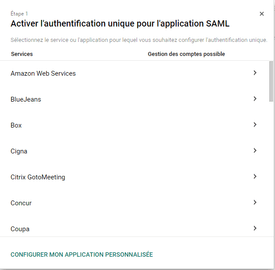 Étape 1
Activer l'authentification unique pour l'application SAML
Sélectionnez le service ou l'application pour lequel vous souhaitez configurer l'authentification unique.
Services Gestion des comptes possible
Amazon Web Services
BlueJeans
Box
Cigna
Citrix GotoMeeting
Concur
Coupa
CONFIGURER MON APPLICATION PERSONNALISÉE